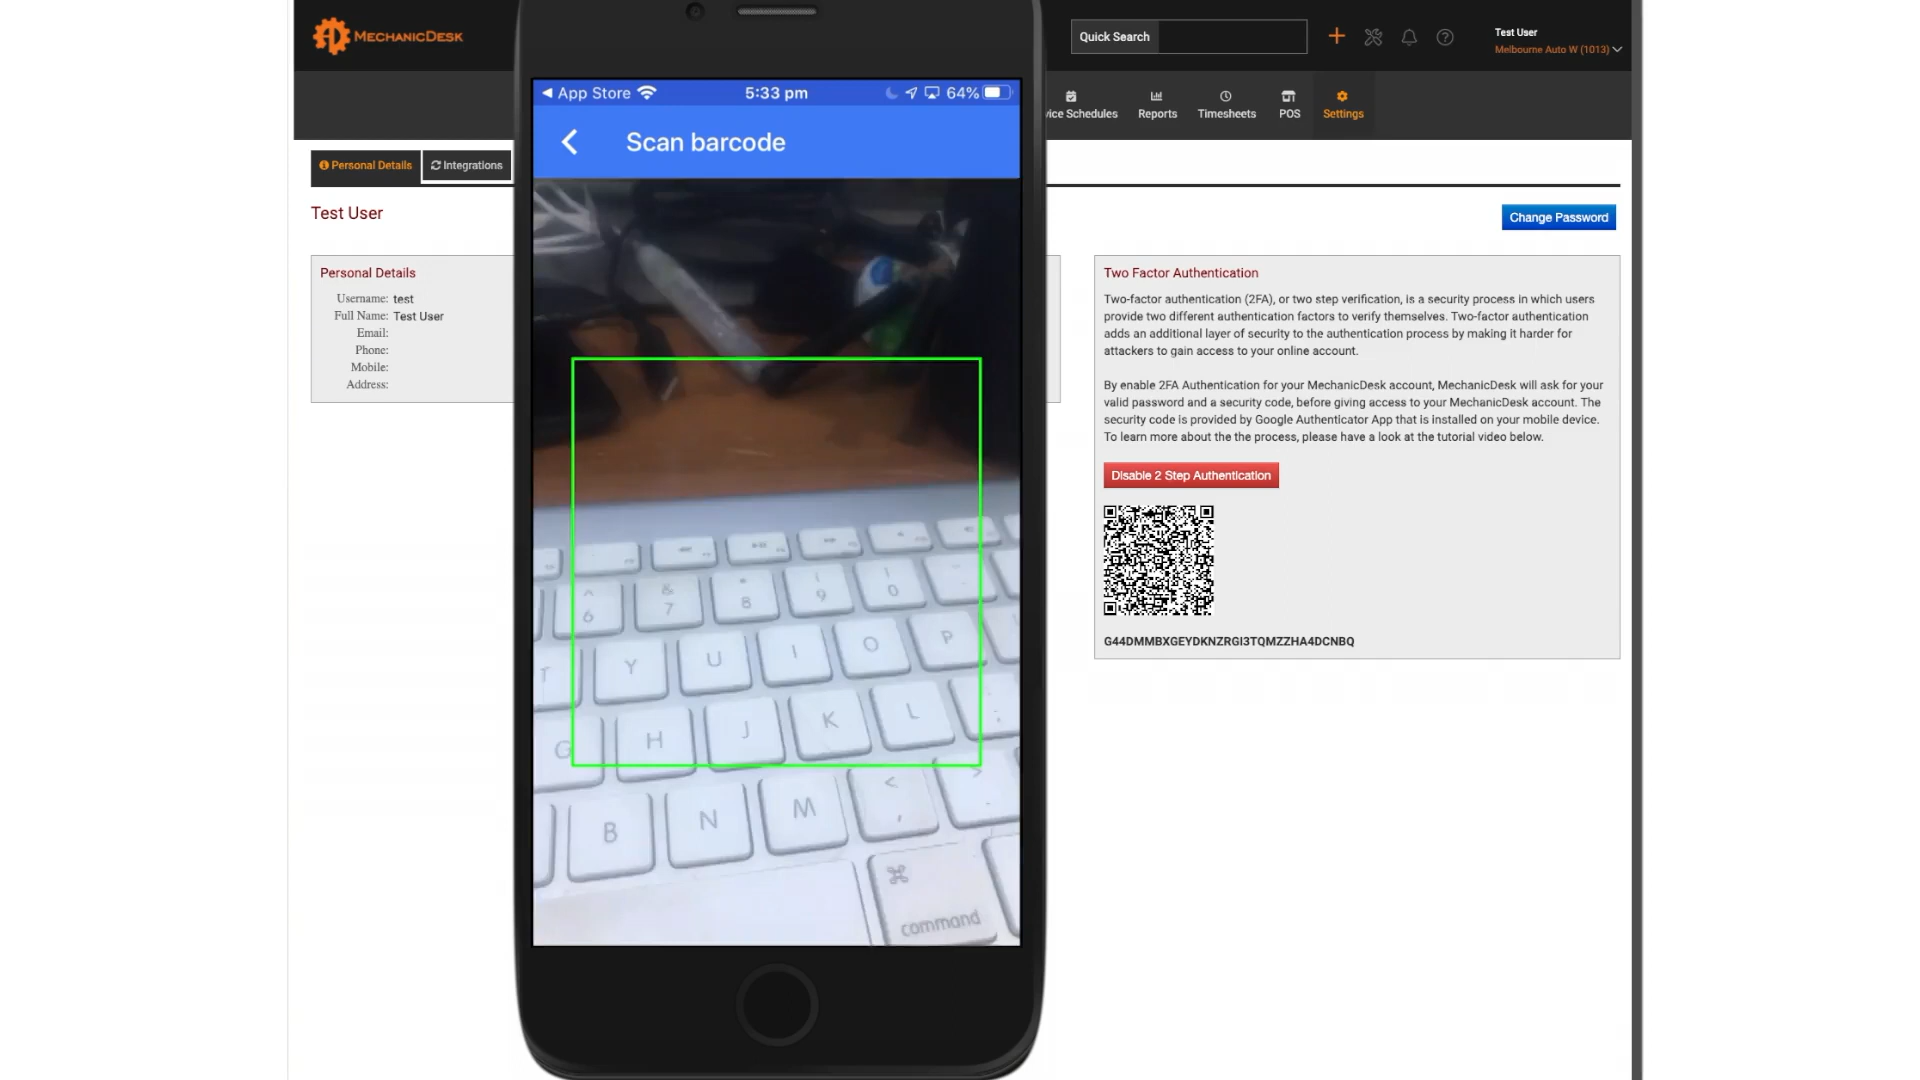 MECHANICDESK
Quick Search
Test User
Melbourne Auto W (1013)
vice Schedules
Reports
Timesheets
POS
Settings
Personal Details
Integrations
Test User
Change Password
Personal Details
Username: test
Full Name: Test User
Email:
Phone:
Mobile:
Address:
App Store
5:33 pm
64%
Scan barcode
^
6
&
7
*
8
(
9
)
0
T
Y
U
I
O
P
G
H
J
K
L
;
B
N
M
<
,
>
.
⌘
command
Two Factor Authentication
Two-factor authentication (2FA), or two step verification, is a security process in which users
provide two different authentication factors to verify themselves. Two-factor authentication
adds an additional layer of security to the authentication process by making it harder for
attackers to gain access to your online account.
By enable 2FA Authentication for your MechanicDesk account, MechanicDesk will ask for your
valid password and a security code, before giving access to your MechanicDesk account. The
security code is provided by Google Authenticator App that is installed on your mobile device.
To learn more about the the process, please have a look at the tutorial video below.
Disable 2 Step Authentication
G44DMMBXGEYDKNZRGI3TQMZZHA4DCNBQ